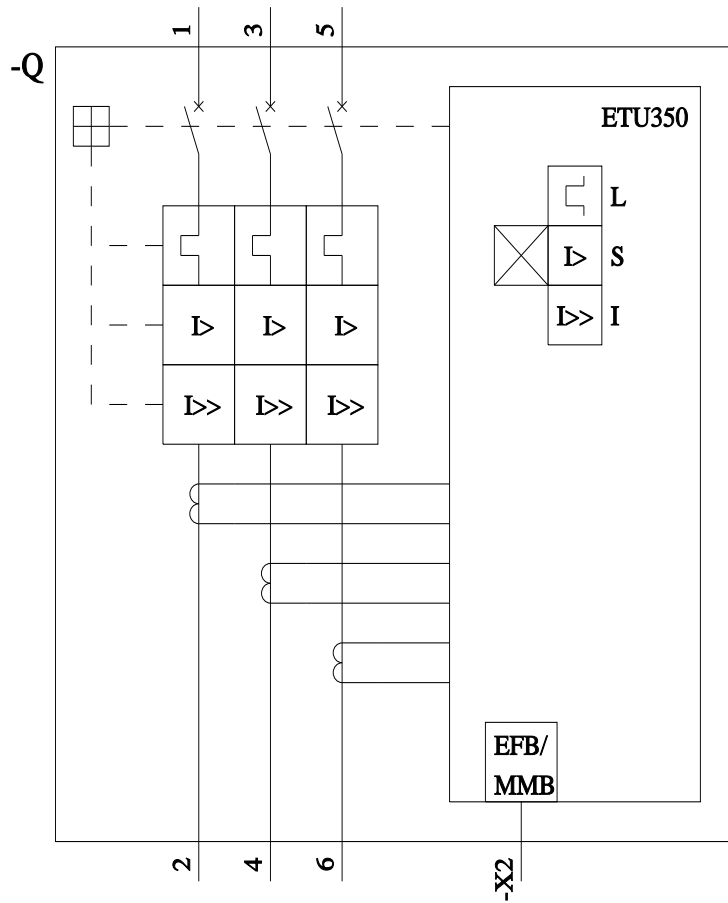 1 3 5
-Q
ETU350
L
I> S
I>> I
I> I> I>
I>> I>> I>>
EFB/
MMB
2 4 6
-X2